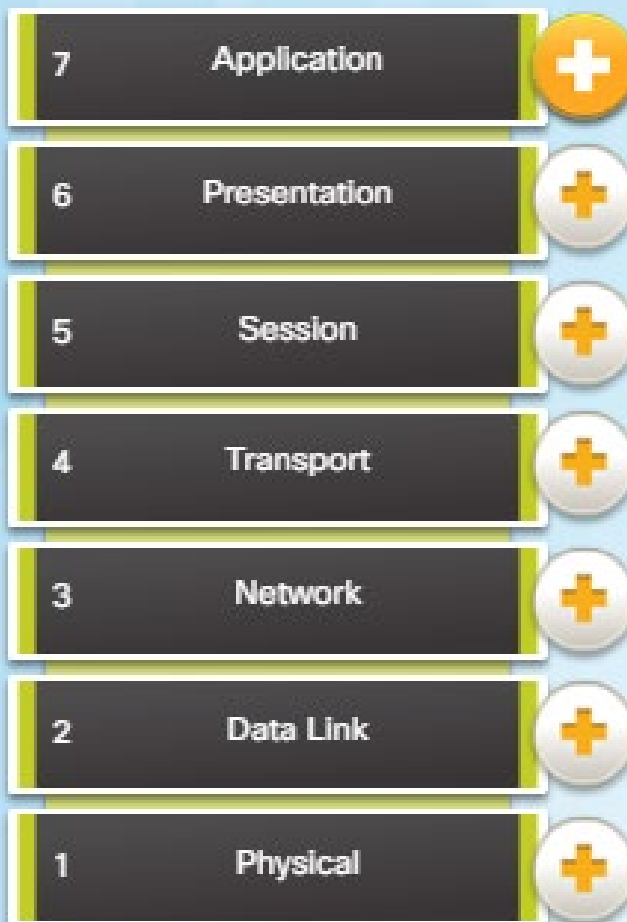 7 Application
6 Presentation
5 Session
4 Transport
3 Network
2 Data Link
1 Physical